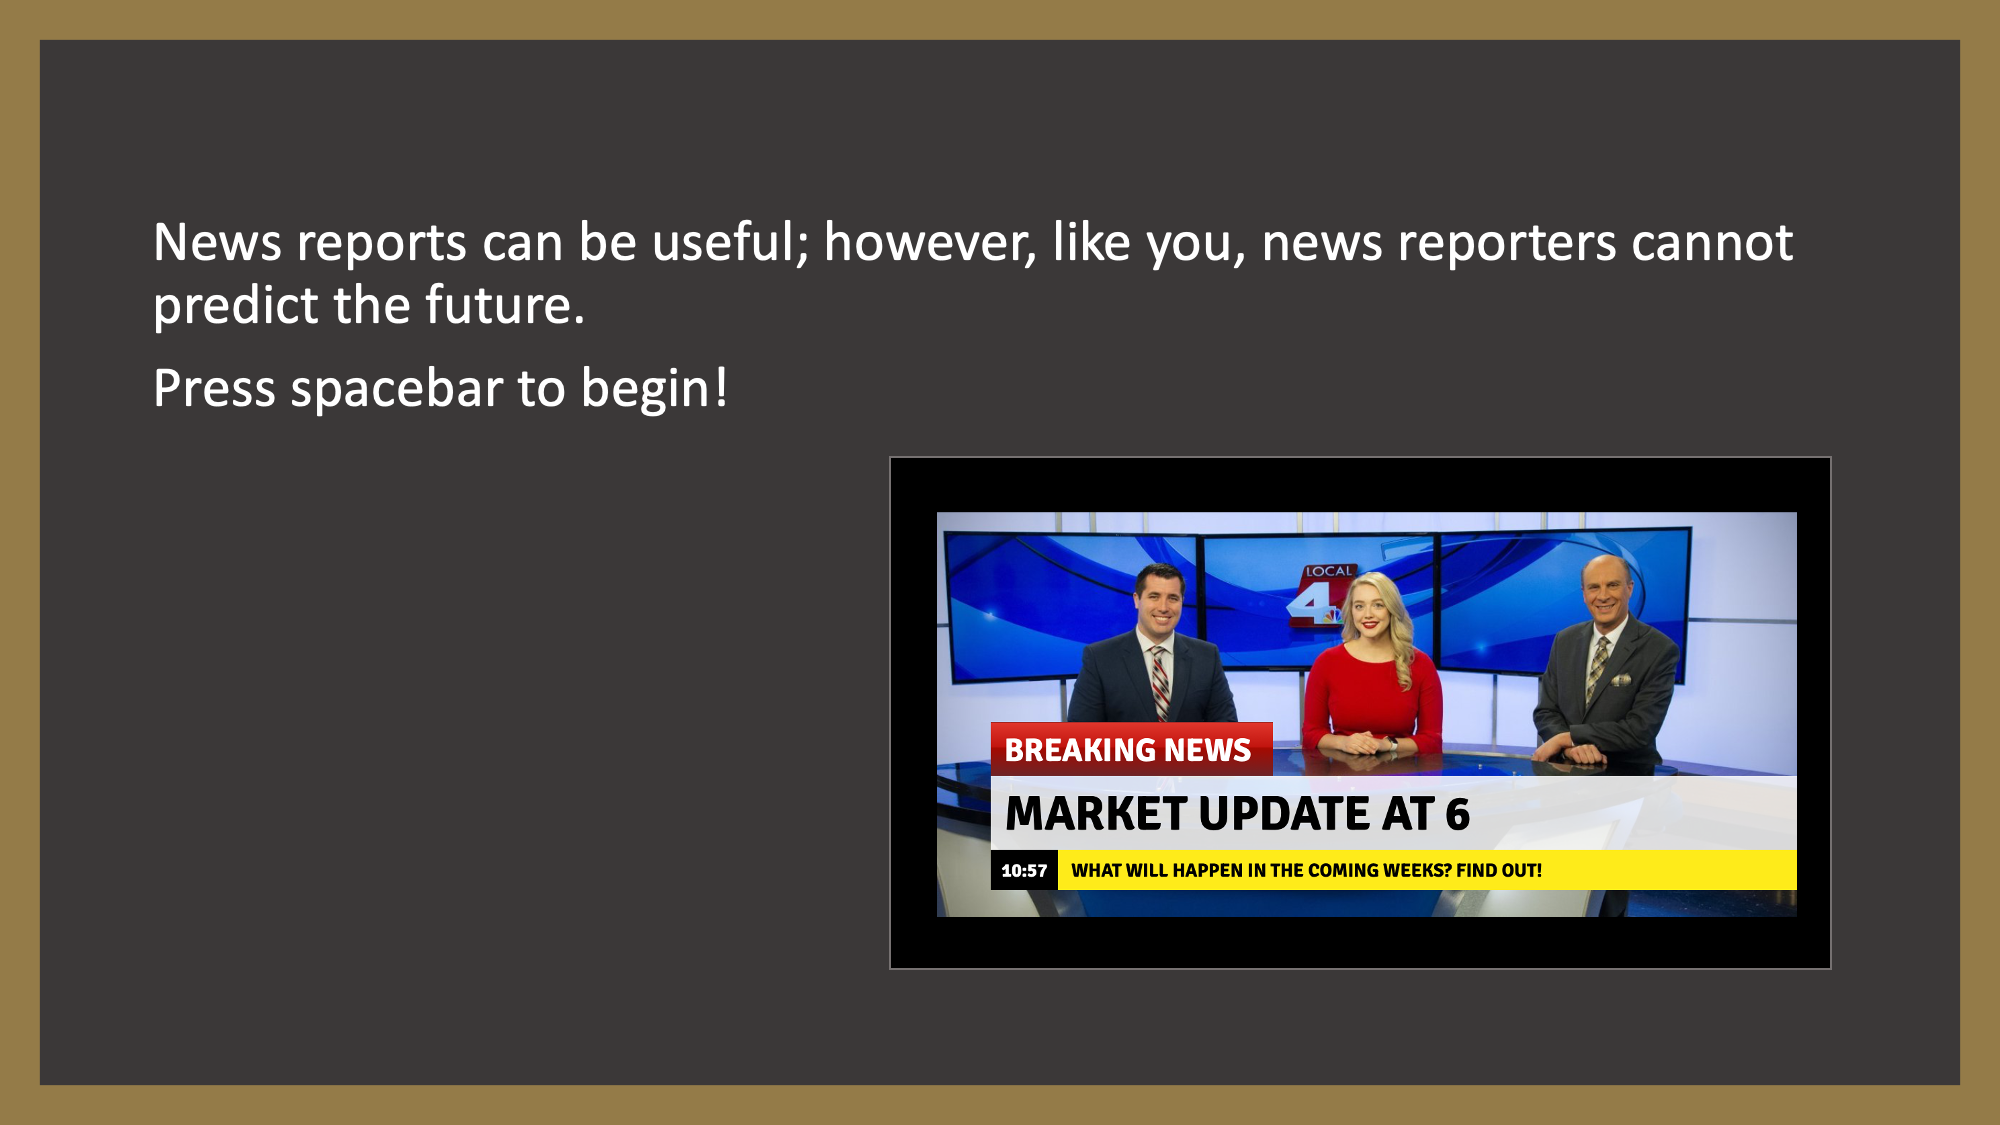 News reports can be useful; however, like you, news reporters cannot
predict the future.
Press spacebar to begin!
LOCAL
4
BREAKING NEWS
MARKET UPDATE AT 6
10:57 WHAT WILL HAPPEN IN THE COMING WEEKS? FIND OUT!